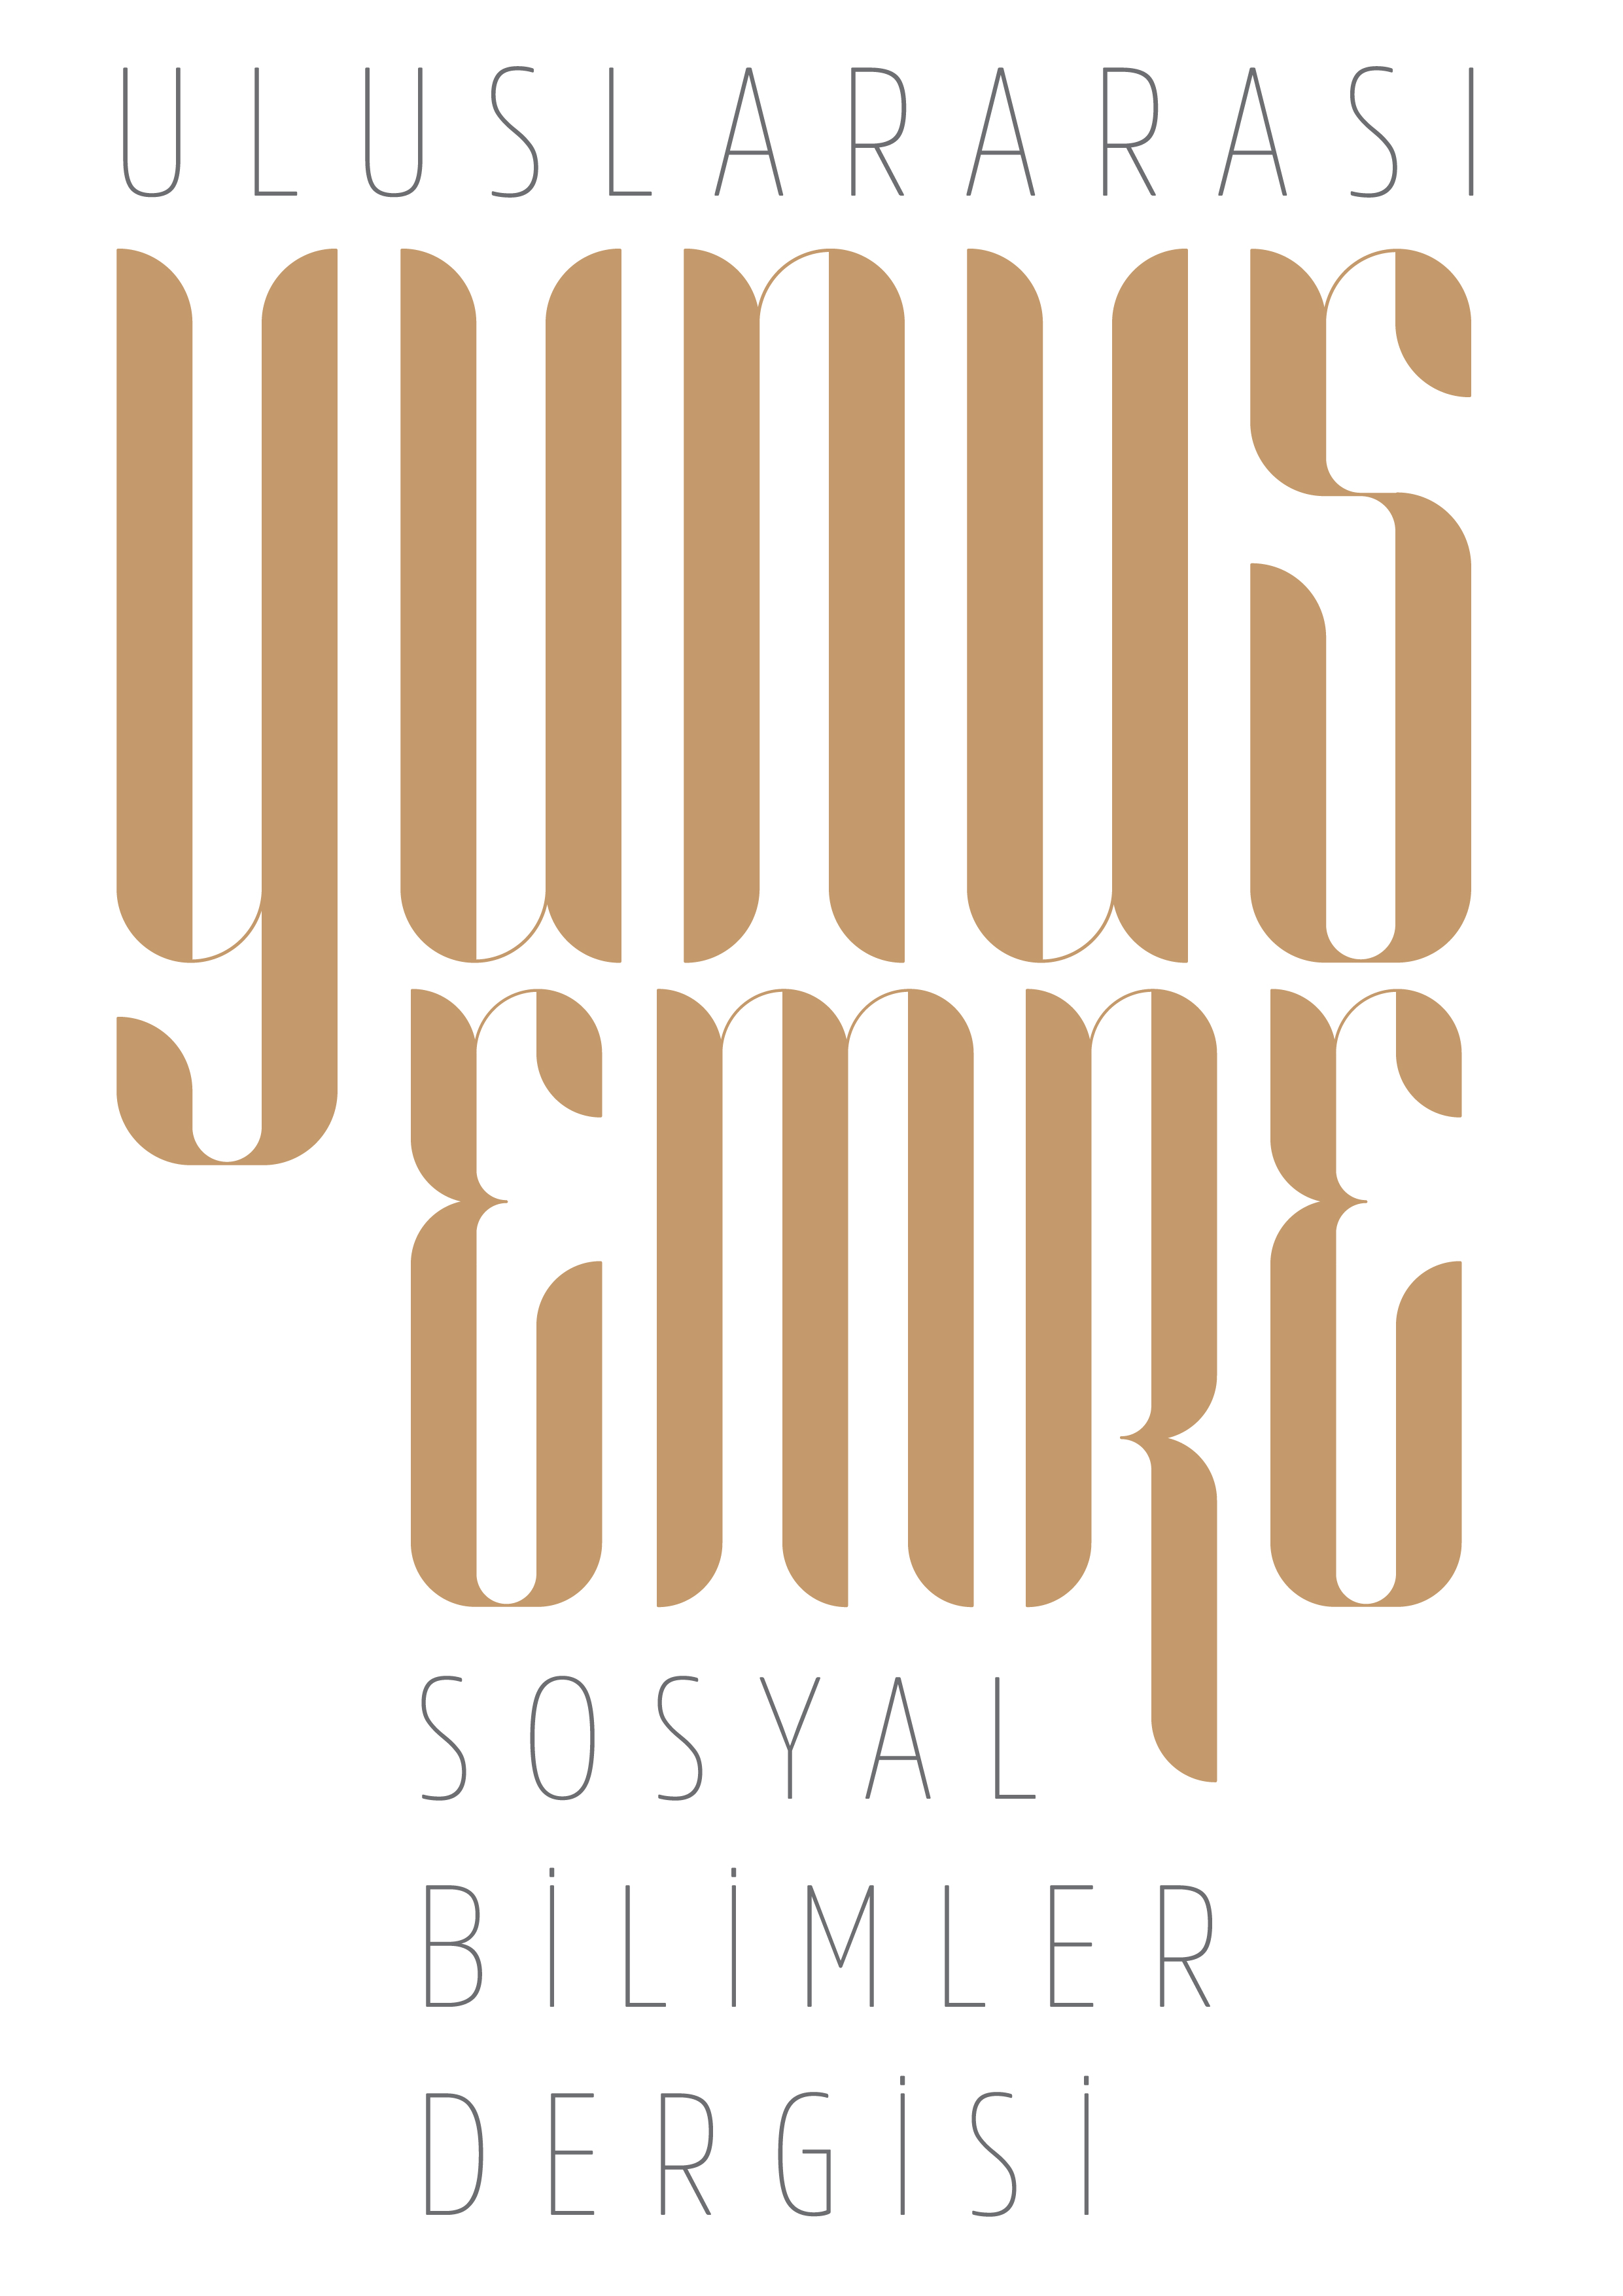 ULUSLARARASI
yunus
EMRE
SOSYAL
BİLİMLER
DERGİSİ